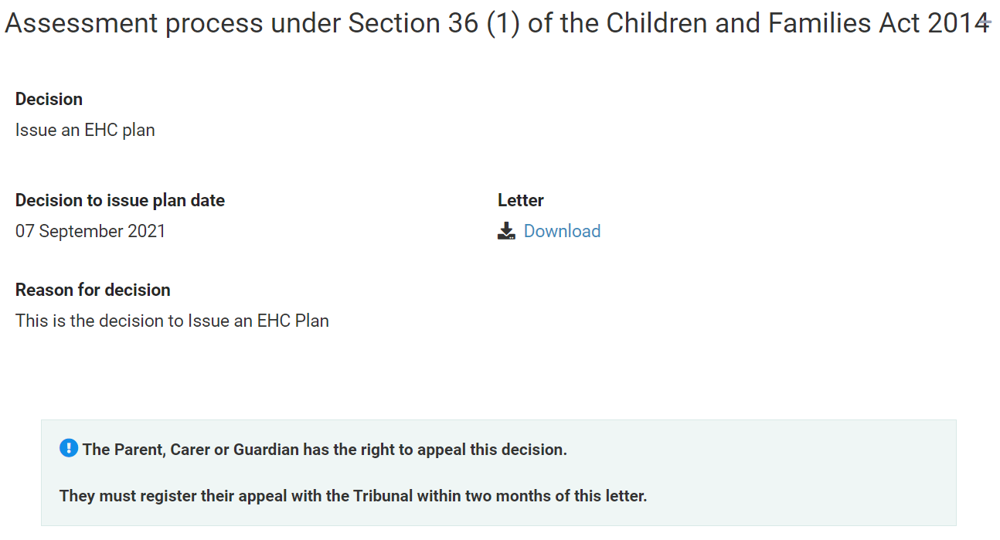 Assessment process under Section 36 (1) of the Children and Families Act 2014
Decision
Issue an EHC plan
Decision to issue plan date
07 September 2021
Letter
Download
Reason for decision
This is the decision to Issue an EHC Plan
The Parent, Carer or Guardian has the right to appeal this decision.
They must register their appeal with the Tribunal within two months of this letter.